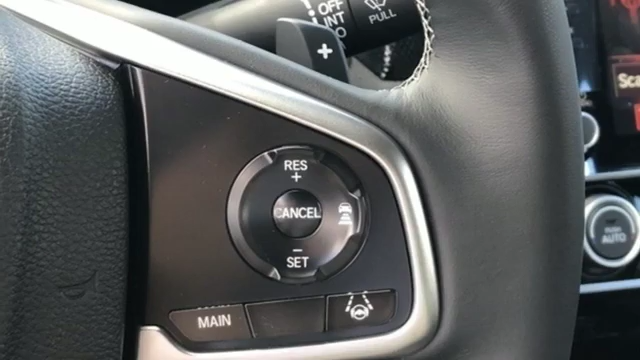 OFF
INT
PULL
+
RES
+
CANCEL
–
SET
MAIN
AUTO